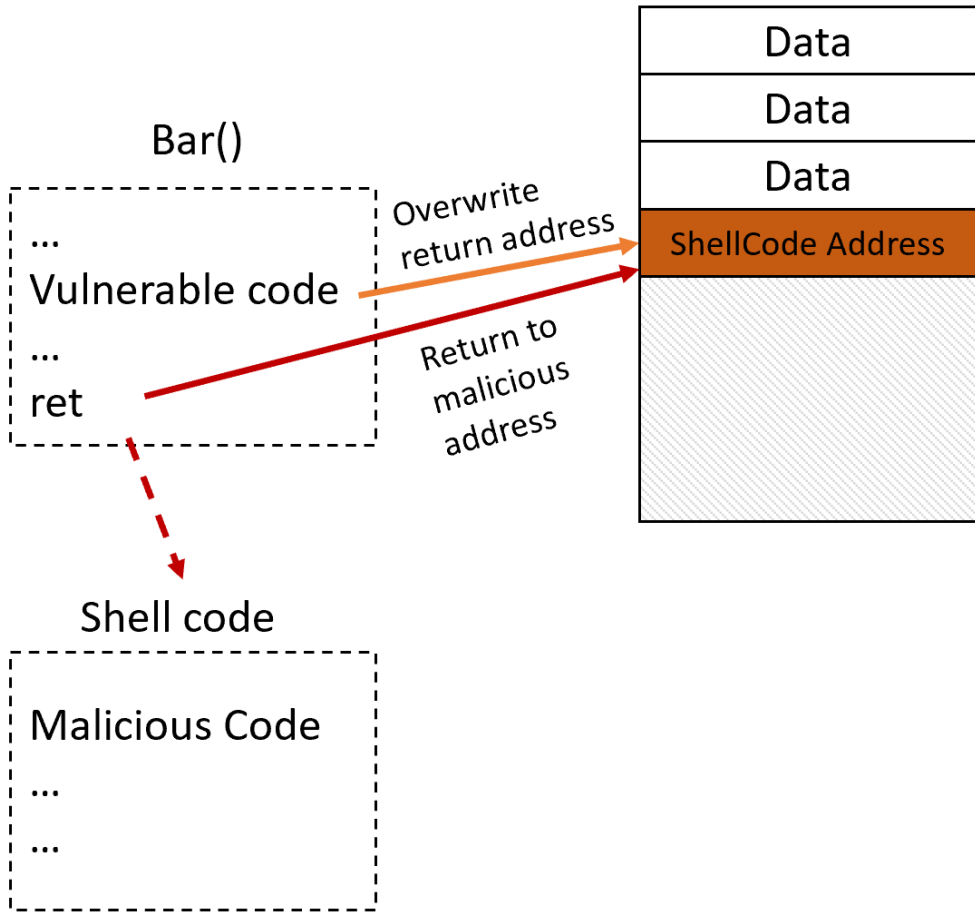 Bar()
...
Vulnerable code
...
ret
Overwrite
return address
Return to
malicious
address
Data
Data
Data
ShellCode Address
Shell code
Malicious Code
...
...